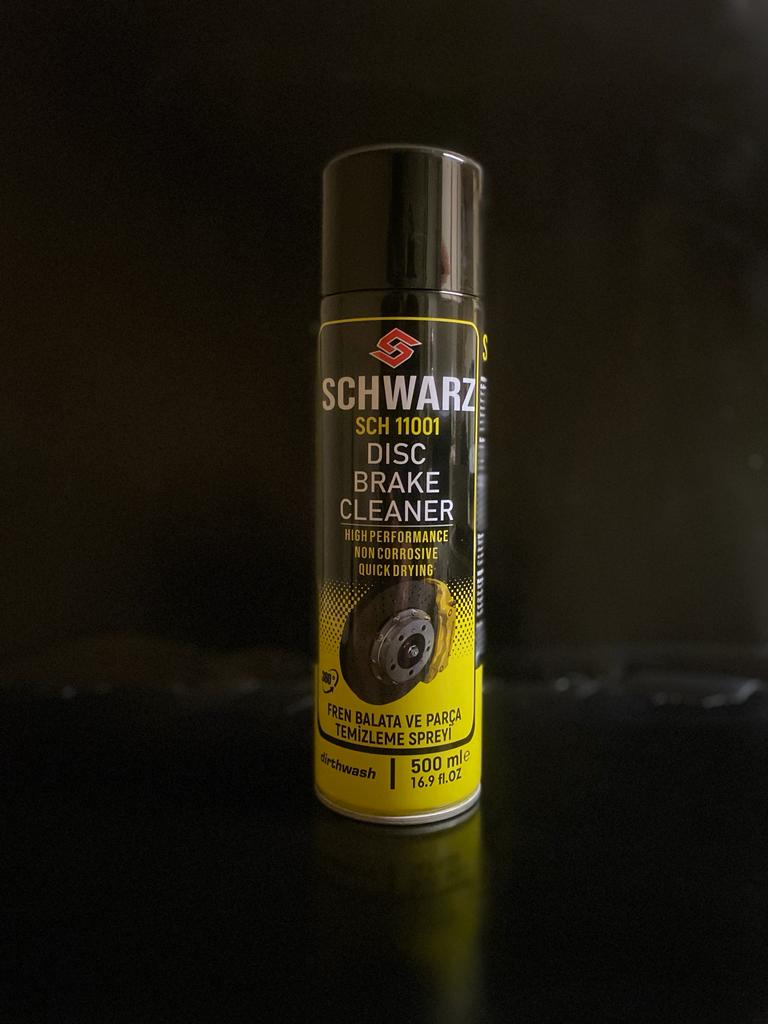 SCHWARZ
SCH 11001
DISC
BRAKE
CLEANER
HIGH PERFORMANCE
NON CORROSIVE
QUICK DRYING
360°
FREN BALATA VE PARÇA
TEMİZLEME SPREYİ
dirthwash
500 ml e
16.9 fl.OZ
S